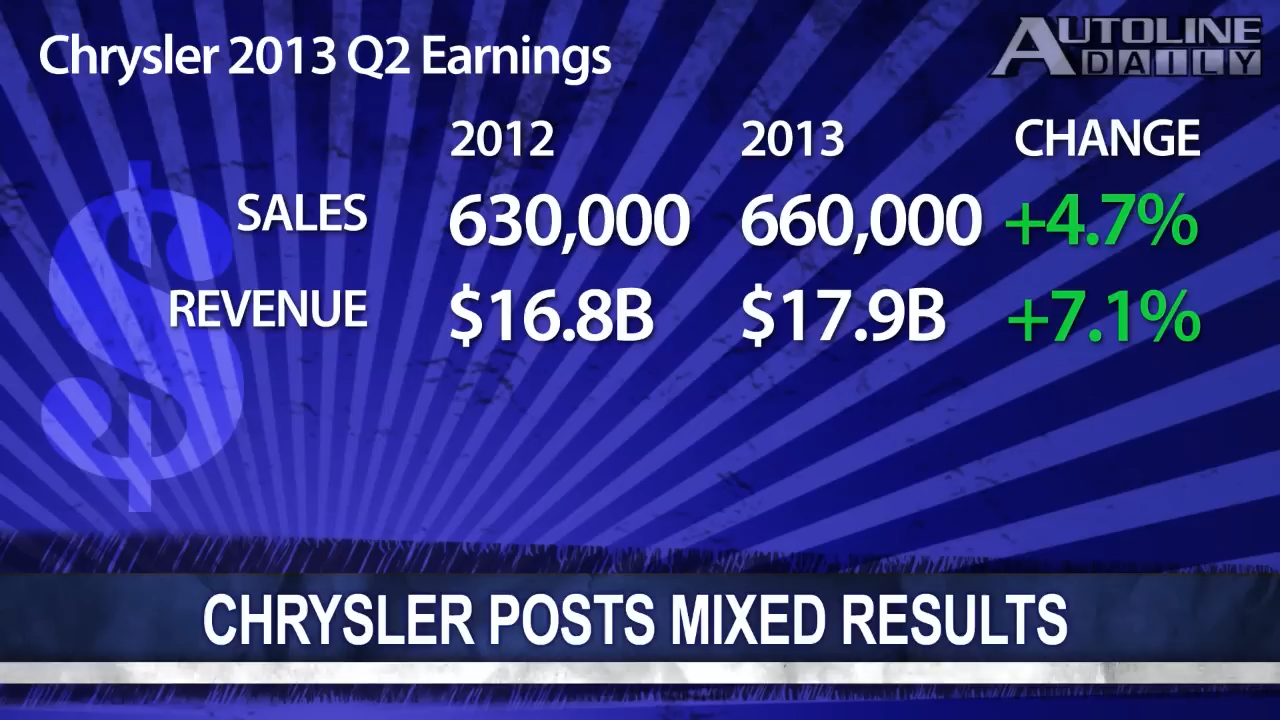 Chrysler 2013 Q2 Earnings
AUTOLINE
DAILY
2012 2013 CHANGE
SALES 630,000 660,000 +4.7%
REVENUE $16.8B $17.9B +7.1%
$
CHRYSLER POSTS MIXED RESULTS